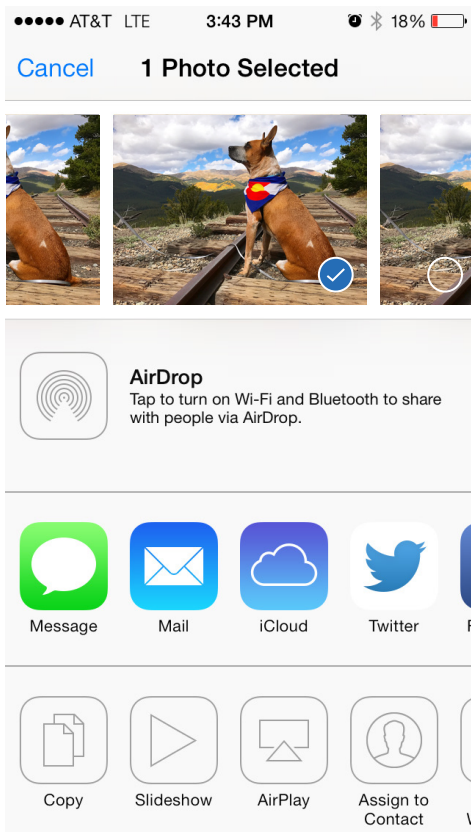 AT&T LTE 3:43 PM 18%
Cancel 1 Photo Selected
AirDrop
Tap to turn on Wi-Fi and Bluetooth to share
with people via AirDrop.
Message Mail iCloud Twitter
Copy Slideshow AirPlay Assign to
Contact